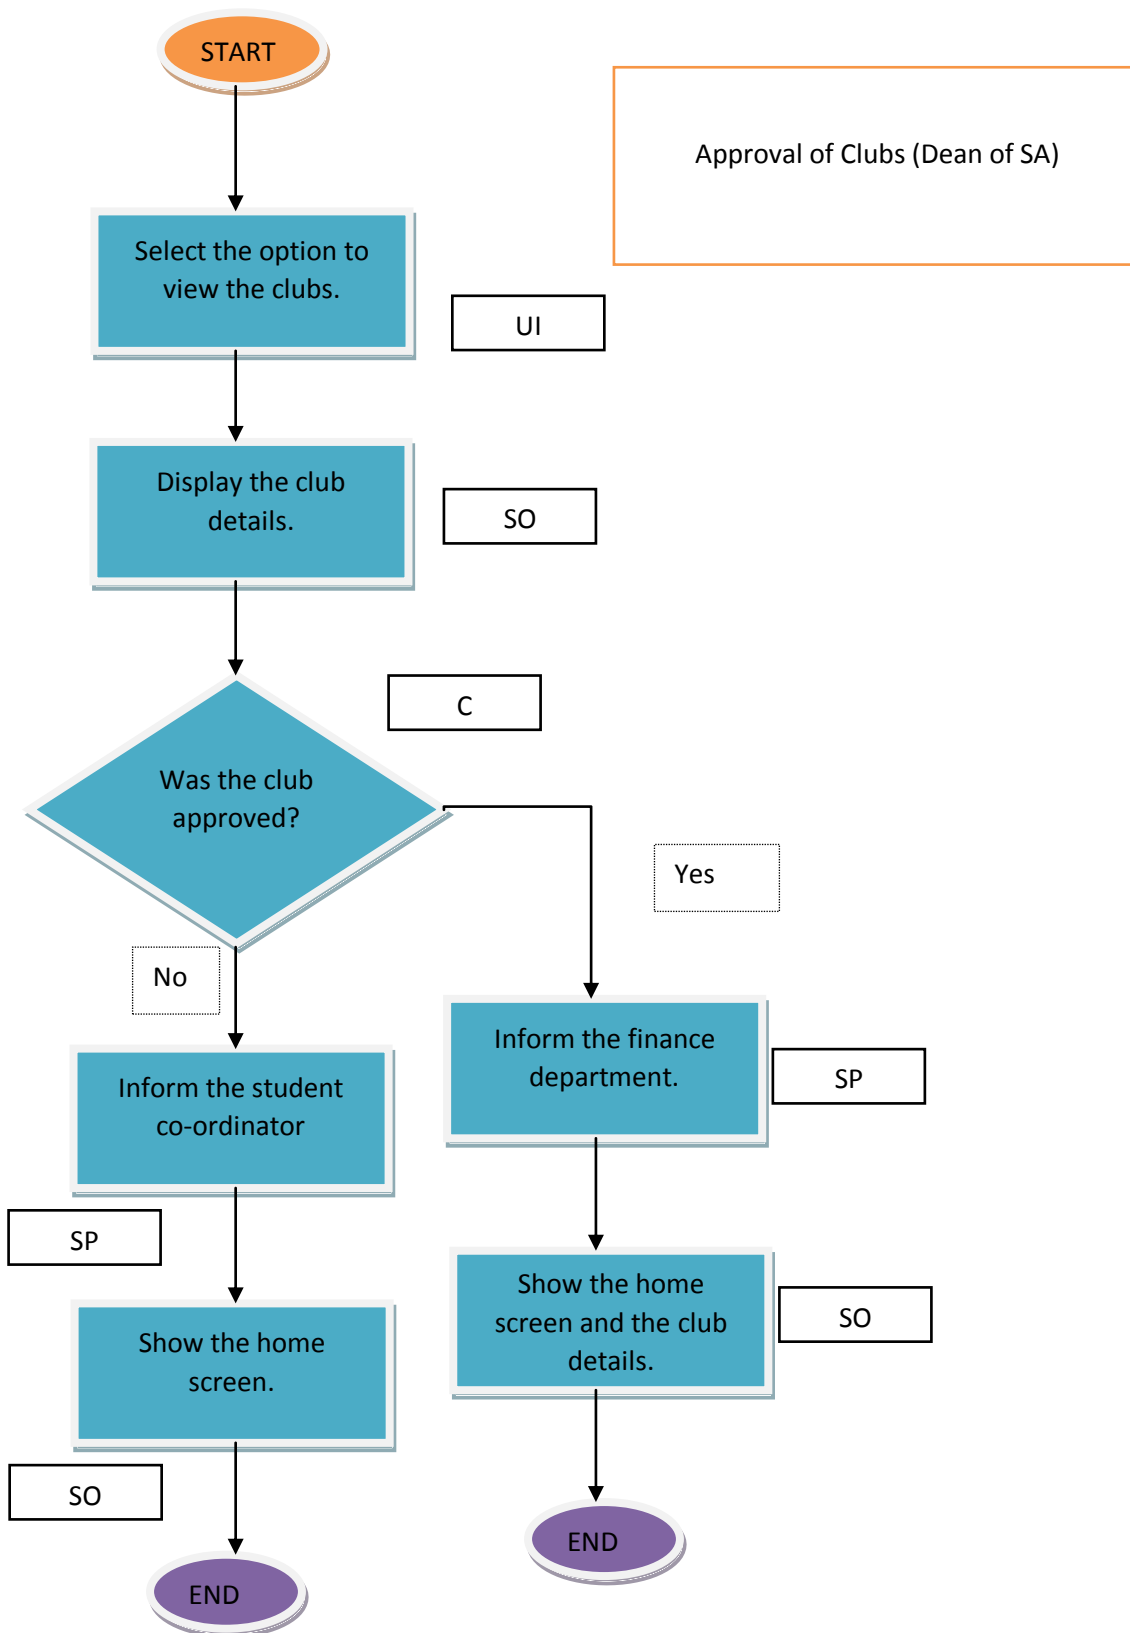 START
Approval of Clubs (Dean of SA)
Select the option to
view the clubs.
UI
Display the club
details.
SO
C
Was the club
approved?
Yes
No
Inform the finance
department.
SP
Inform the student
co-ordinator
SP
Show the home
screen and the club
details.
SO
Show the home
screen.
SO
END
END